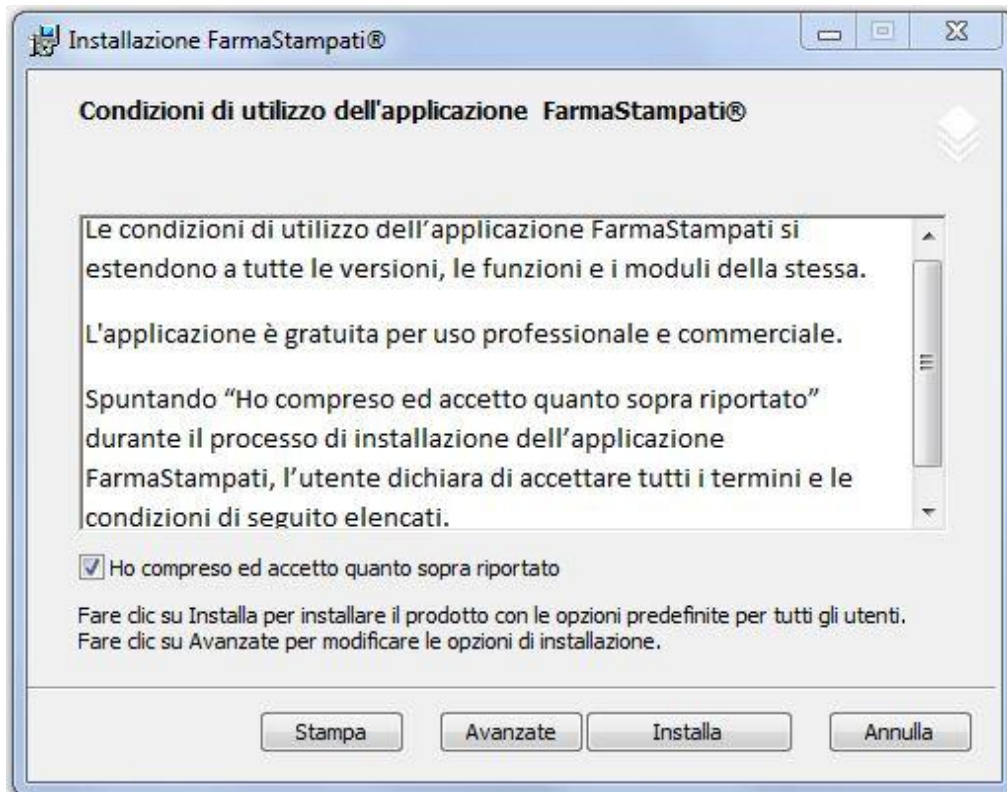 Installazione FarmaStampati®
Condizioni di utilizzo dell'applicazione FarmaStampati®
Le condizioni di utilizzo dell’applicazione FarmaStampati si
estendono a tutte le versioni, le funzioni e i moduli della stessa.
L'applicazione è gratuita per uso professionale e commerciale.
Spuntando “Ho compreso ed accetto quanto sopra riportato”
durante il processo di installazione dell’applicazione
FarmaStampati, l’utente dichiara di accettare tutti i termini e le
condizioni di seguito elencati.
Ho compreso ed accetto quanto sopra riportato
Fare clic su Installa per installare il prodotto con le opzioni predefinite per tutti gli utenti.
Fare clic su Avanzate per modificare le opzioni di installazione.
Stampa Avanzate Installa Annulla